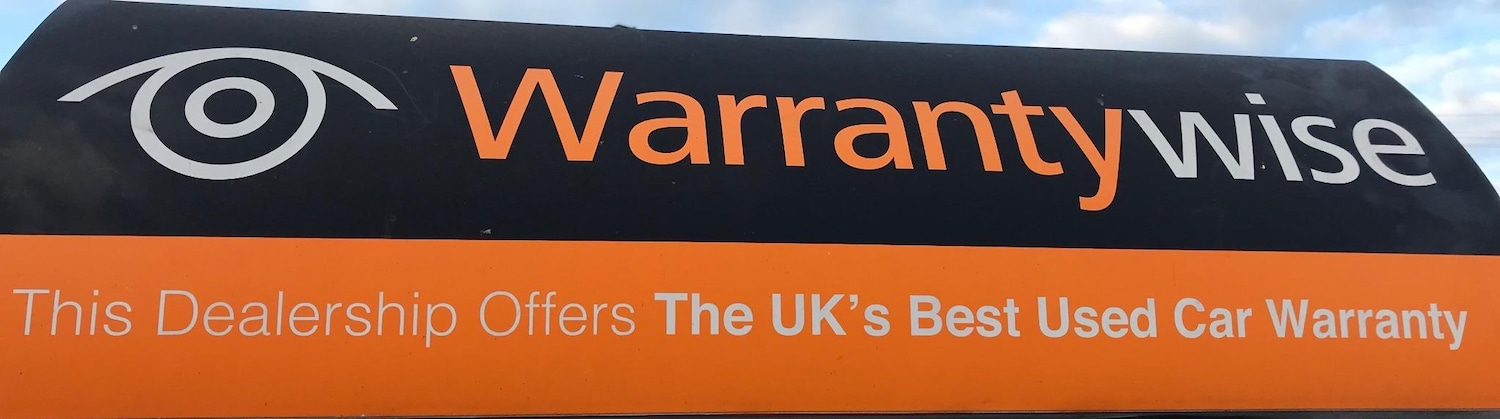 Warrantywise
This Dealership Offers The UK's Best Used Car Warranty